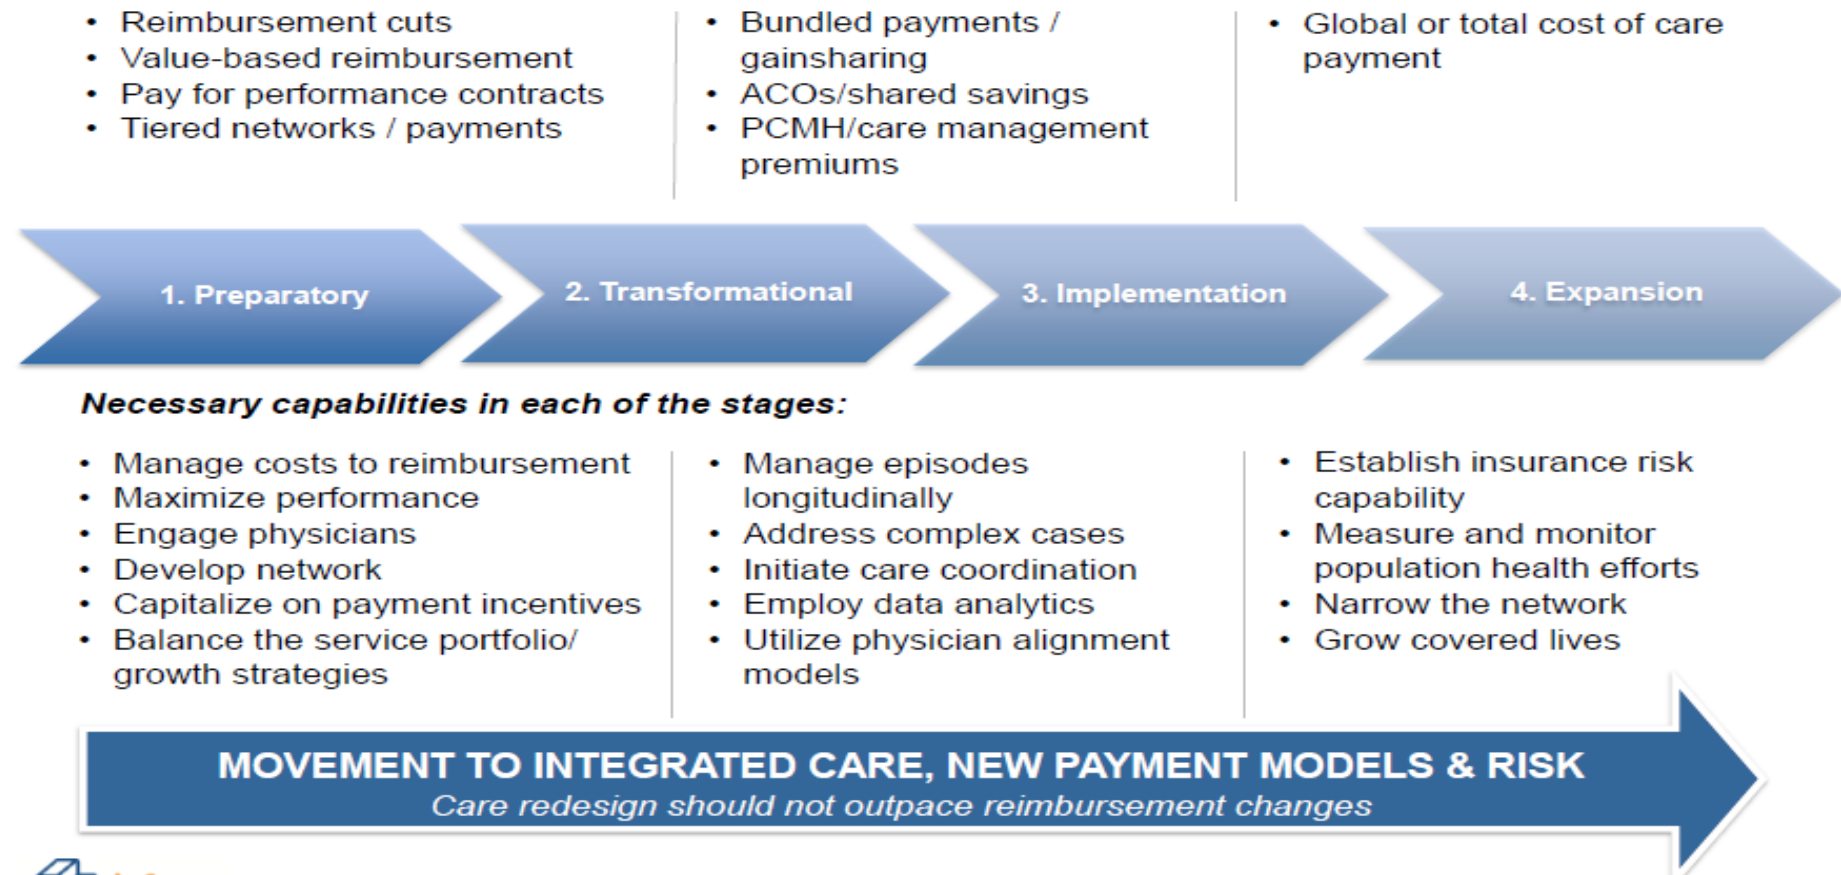 • Reimbursement cuts
• Value-based reimbursement
• Pay for performance contracts
• Tiered networks / payments
• Bundled payments /
gainsharing
• ACOs/shared savings
• PCMH/care management
premiums
• Global or total cost of care
payment
1. Preparatory
2. Transformational
3. Implementation
4. Expansion
Necessary capabilities in each of the stages:
• Manage costs to reimbursement
• Maximize performance
• Engage physicians
• Develop network
• Capitalize on payment incentives
• Balance the service portfolio/
growth strategies
• Manage episodes
longitudinally
• Address complex cases
• Initiate care coordination
• Employ data analytics
• Utilize physician alignment
models
• Establish insurance risk
capability
• Measure and monitor
population health efforts
• Narrow the network
• Grow covered lives
MOVEMENT TO INTEGRATED CARE, NEW PAYMENT MODELS & RISK
Care redesign should not outpace reimbursement changes